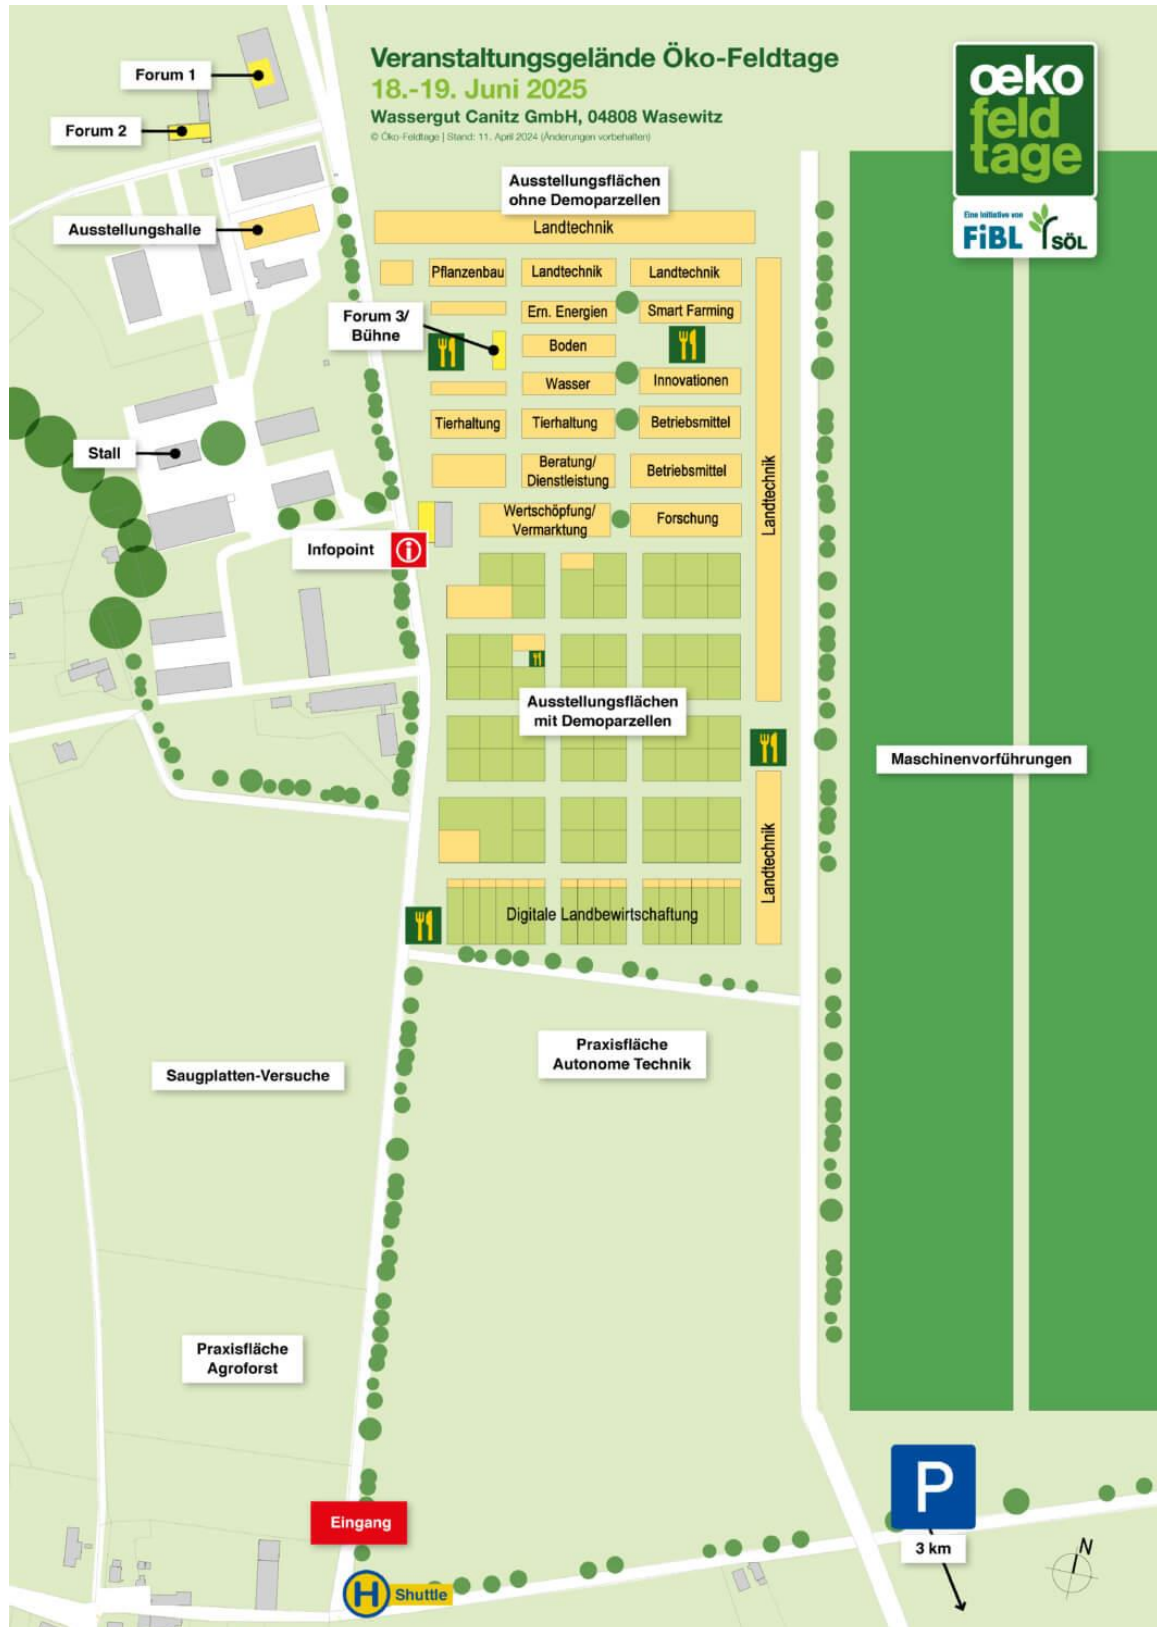 Veranstaltungsgelände Öko-Feldtage
18.-19. Juni 2025
Wassergut Canitz GmbH, 04808 Wasewitz
© Öko-Feldtage | Stand: 11. April 2024 (Änderungen vorbehalten)
œko
feld
tage
Eine Initiative von
FiBL
SÖL
Forum 1
Forum 2
Ausstellungshalle
Ausstellungsflächen
ohne Demoparzellen
Landtechnik
Pflanzenbau
Landtechnik
Landtechnik
Forum 3/
Bühne
Ern. Energien
Smart Farming
Boden
Wasser
Innovationen
Tierhaltung
Tierhaltung
Betriebsmittel
Stall
Beratung/
Dienstleistung
Betriebsmittel
Landtechnik
Wertschöpfung/
Vermarktung
Forschung
Infopoint
i
Ausstellungsflächen
mit Demoparzellen
Maschinenvorführungen
Landtechnik
Digitale Landbewirtschaftung
Praxisfläche
Autonome Technik
Saugplatten-Versuche
Praxisfläche
Agroforst
P
3 km
N
Eingang
H
Shuttle